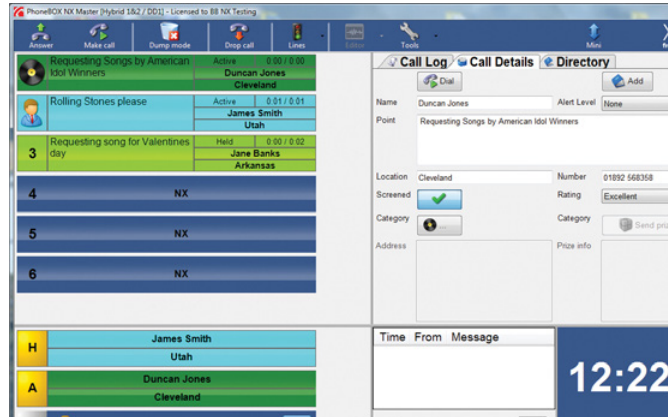 PhoneBOX NX Master [Hybrid 1&2 / DD1] - Licensed to BB NX Testing
Answer Make call Dump mode Drop call Lines Editor Tools Mini
Requesting Songs by American Idol Winners
Active 0:00 / 0:00
Duncan Jones
Cleveland
Rolling Stones please
Active 0:01 / 0:01
James Smith
Utah
3
Requesting song for Valentines day
Held 0:00 / 0:02
Jane Banks
Arkansas
4 NX
5 NX
6 NX
H
James Smith
Utah
A
Duncan Jones
Cleveland
Call Log Call Details Directory
Dial Add
Name Duncan Jones Alert Level None
Point Requesting Songs by American Idol Winners
Location Cleveland Number 01892 568358
Screened Rating Excellent
Category ... Category Send
Address Prize info
Time From Message
12:22